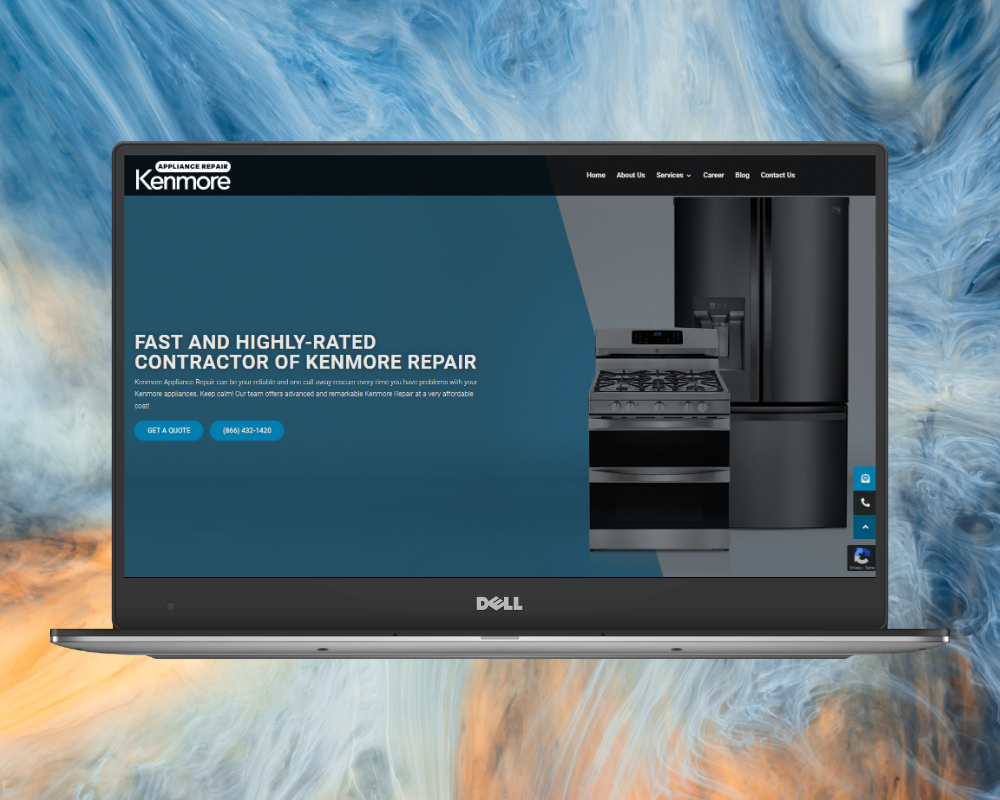 APPLIANCE REPAIR
Kenmore
Home About Us Services Career Blog Contact Us
FAST AND HIGHLY-RATED
CONTRACTOR OF KENMORE REPAIR
Kenmore Appliance Repair can be your reliable and one call away rescuer every time you have problems with your
Kenmore appliances. Keep calm! Our team offers advanced and remarkable Kenmore Repair at a very affordable
cost!
GET A QUOTE (866) 432-1420
Privacy - Terms
DELL